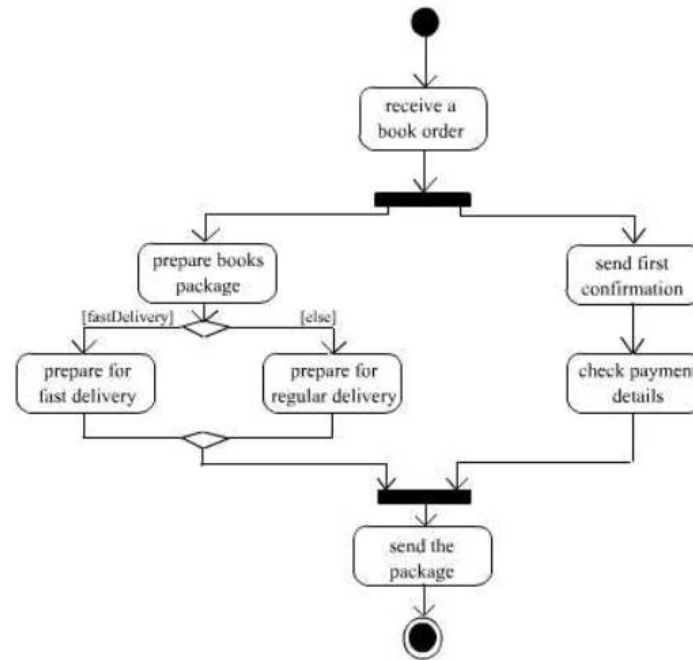 receive a
book order
prepare books
package
send first
confirmation
[fastDelivery]
[else]
prepare for
fast delivery
prepare for
regular delivery
check payment
details
send the
package